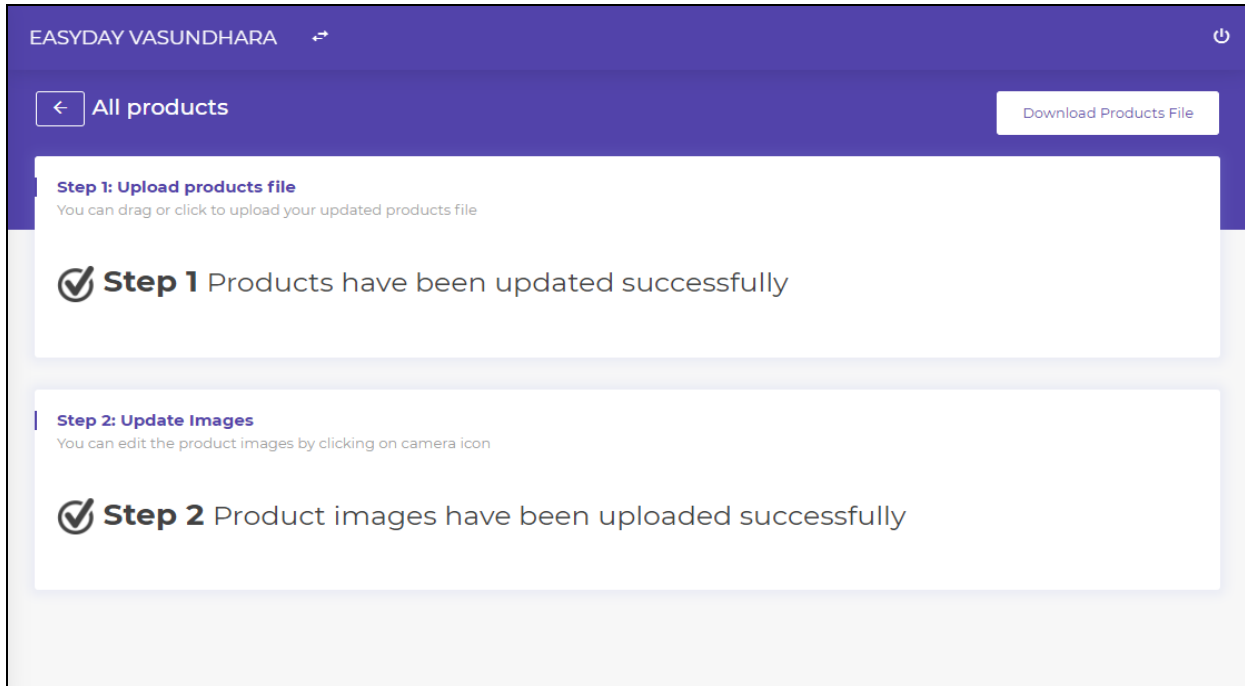 EASYDAY VASUNDHARA
All products
Download Products File
Step 1: Upload products file
You can drag or click to upload your updated products file
Step 1 Products have been updated successfully
Step 2: Update Images
You can edit the product images by clicking on camera icon
Step 2 Product images have been uploaded successfully